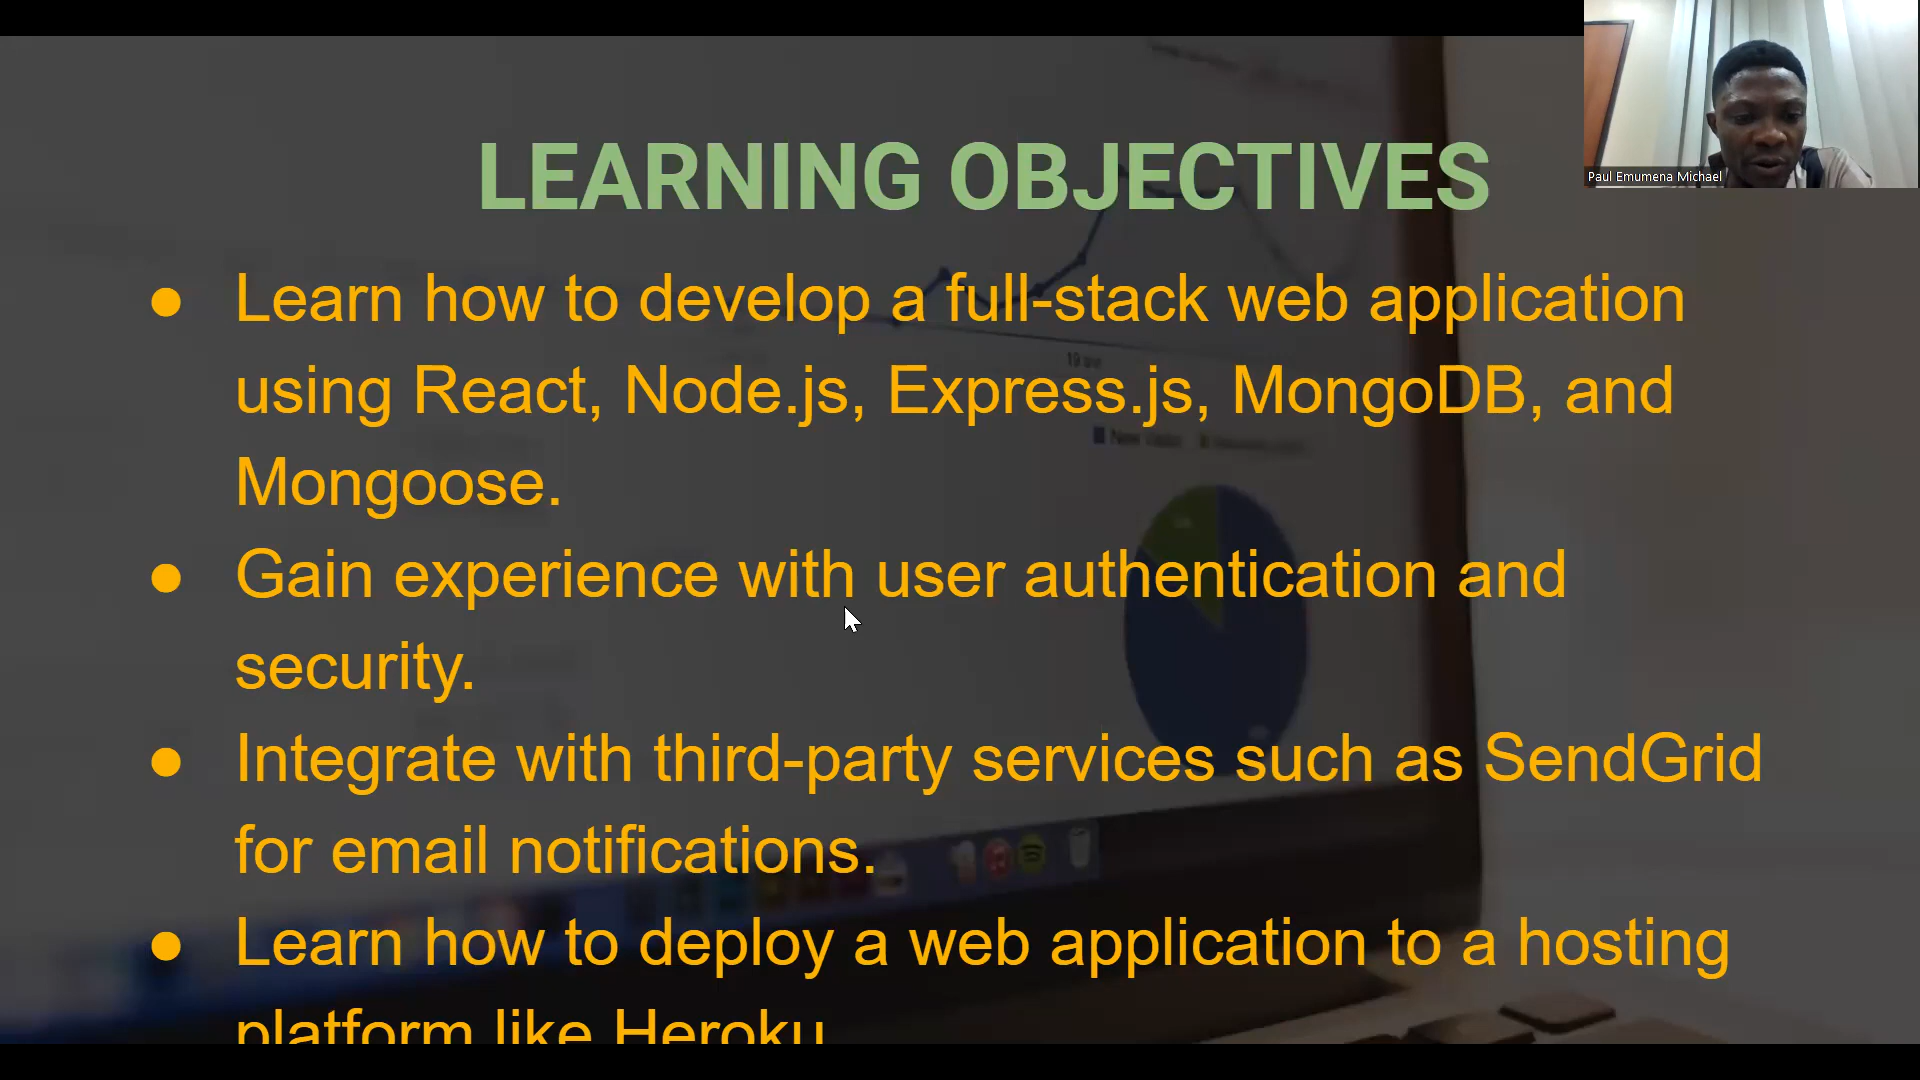 LEARNING OBJECTIVES
Paul Emumena Michael
● Learn how to develop a full-stack web application
using React, Node.js, Express.js, MongoDB, and
Mongoose.
19
● Gain experience with user authentication and
security.
● Integrate with third-party services such as SendGrid
for email notifications.
● Learn how to deploy a web application to a hosting
platform like Heroku